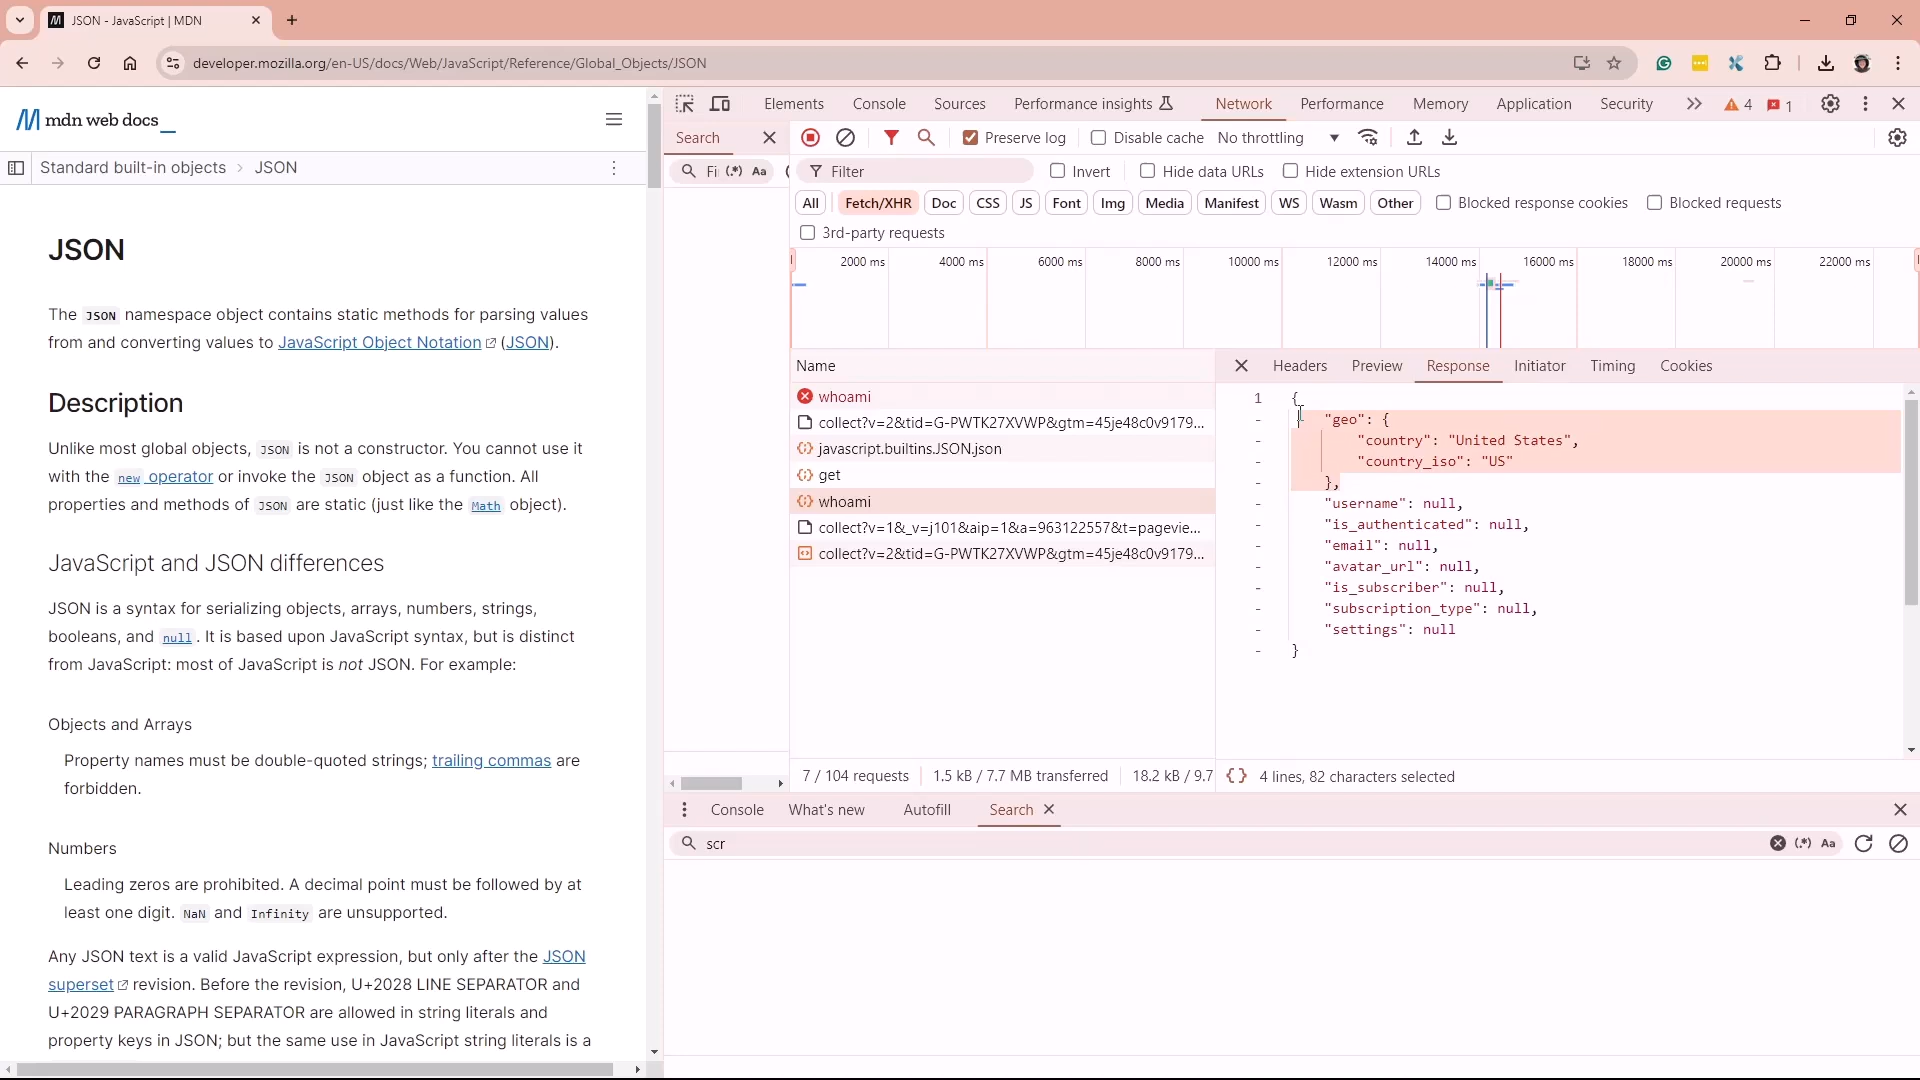 JSON - JavaScript | MDN
developer.mozilla.org/en-US/docs/Web/JavaScript/Reference/Global_Objects/JSON
mdn web docs_
Standard built-in objects > JSON
JSON
The JSON namespace object contains static methods for parsing values
from and converting values to JavaScript Object Notation (JSON).
Description
Unlike most global objects, JSON is not a constructor. You cannot use it
with the new operator or invoke the JSON object as a function. All
properties and methods of JSON are static (just like the Math object).
JavaScript and JSON differences
JSON is a syntax for serializing objects, arrays, numbers, strings,
booleans, and null. It is based upon JavaScript syntax, but is distinct
from JavaScript: most of JavaScript is not JSON. For example:
Objects and Arrays
Property names must be double-quoted strings; trailing commas are
forbidden.
Numbers
Leading zeros are prohibited. A decimal point must be followed by at
least one digit. NaN and Infinity are unsupported.
Any JSON text is a valid JavaScript expression, but only after the JSON
superset revision. Before the revision, U+2028 LINE SEPARATOR and
U+2029 PARAGRAPH SEPARATOR are allowed in string literals and
property keys in JSON; but the same use in JavaScript string literals is a
Elements Console Sources Performance insights Network Performance Memory Application Security 4 1
Search
Fi (.*) Aa
Preserve log Disable cache No throttling
Filter Invert Hide data URLs Hide extension URLs
All Fetch/XHR Doc CSS JS Font Img Media Manifest WS Wasm Other Blocked response cookies Blocked requests
3rd-party requests
2000 ms 4000 ms 6000 ms 8000 ms 10000 ms 12000 ms 14000 ms 16000 ms 18000 ms 20000 ms 22000 ms
Name
whoami
collect?v=2&tid=G-PWTK27XVWP&gtm=45je48c0v9179...
javascript.builtins.JSON.json
get
whoami
collect?v=1&_v=j101&aip=1&a=963122557&t=pagevie...
collect?v=2&tid=G-PWTK27XVWP&gtm=45je48c0v9179...
7 / 104 requests 1.5 kB / 7.7 MB transferred 18.2 kB / 9.7
Headers Preview Response Initiator Timing Cookies
1 {
- "geo": {
- "country": "United States",
- "country_iso": "US"
- },
- "username": null,
- "is_authenticated": null,
- "email": null,
- "avatar_url": null,
- "is_subscriber": null,
- "subscription_type": null,
- "settings": null
- }
{} 4 lines, 82 characters selected
Console What's new Autofill Search
scr (.*) Aa